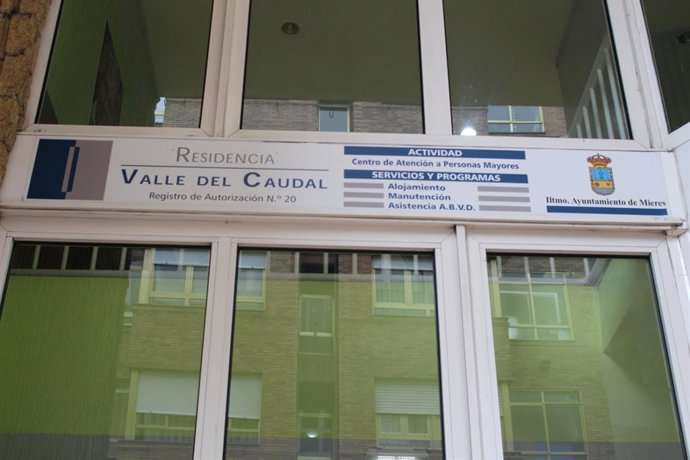 RESIDENCIA
VALLE DEL CAUDAL
Registro de Autorización N.º 20
ACTIVIDAD
Centro de Atención a Personas Mayores
SERVICIOS Y PROGRAMAS
Alojamiento
Manutención
Asistencia A.B.V.D.
Iltmo. Ayuntamiento de Mieres